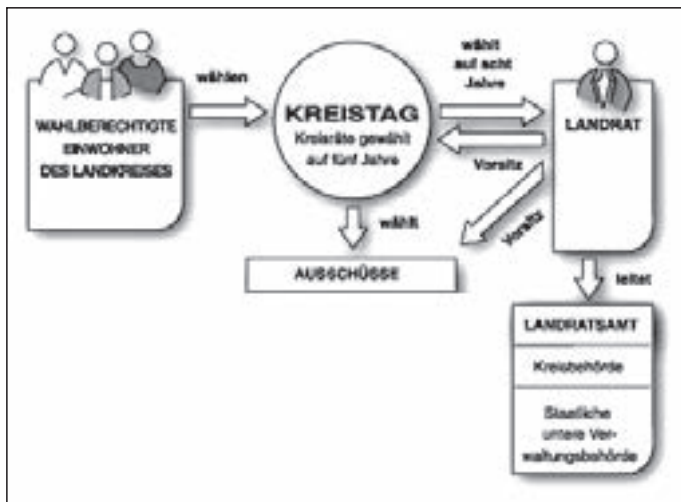 wählen
WAHLBERECHTIGTE
EINWOHNER
DES LANDKREISES
KREISTAG
Kreisräte gewählt
auf fünf Jahre
wählt
auf acht
Jahre
LANDRAT
Vorsitz
Vorsitz
wählt
AUSSCHÜSSE
leitet
LANDRATSAMT
Kreisbehörde
Staatliche
untere Ver-
waltungsbehörde